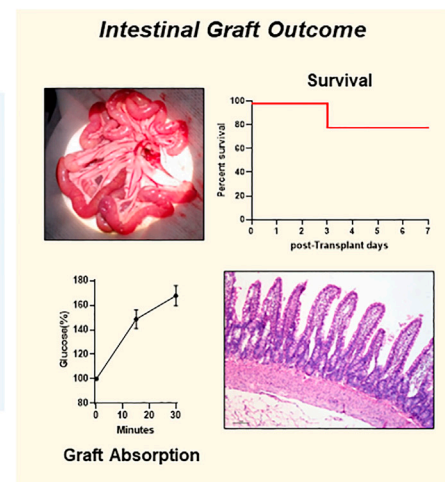 Intestinal Graft Outcome
Survival
Percent survival
100
80
60
40
20
0
0 1 2 3 4 5 6 7
post-Transplant days
Glucose(%)
180
160
140
120
100
80
0 10 20 30
Minutes
Graft Absorption